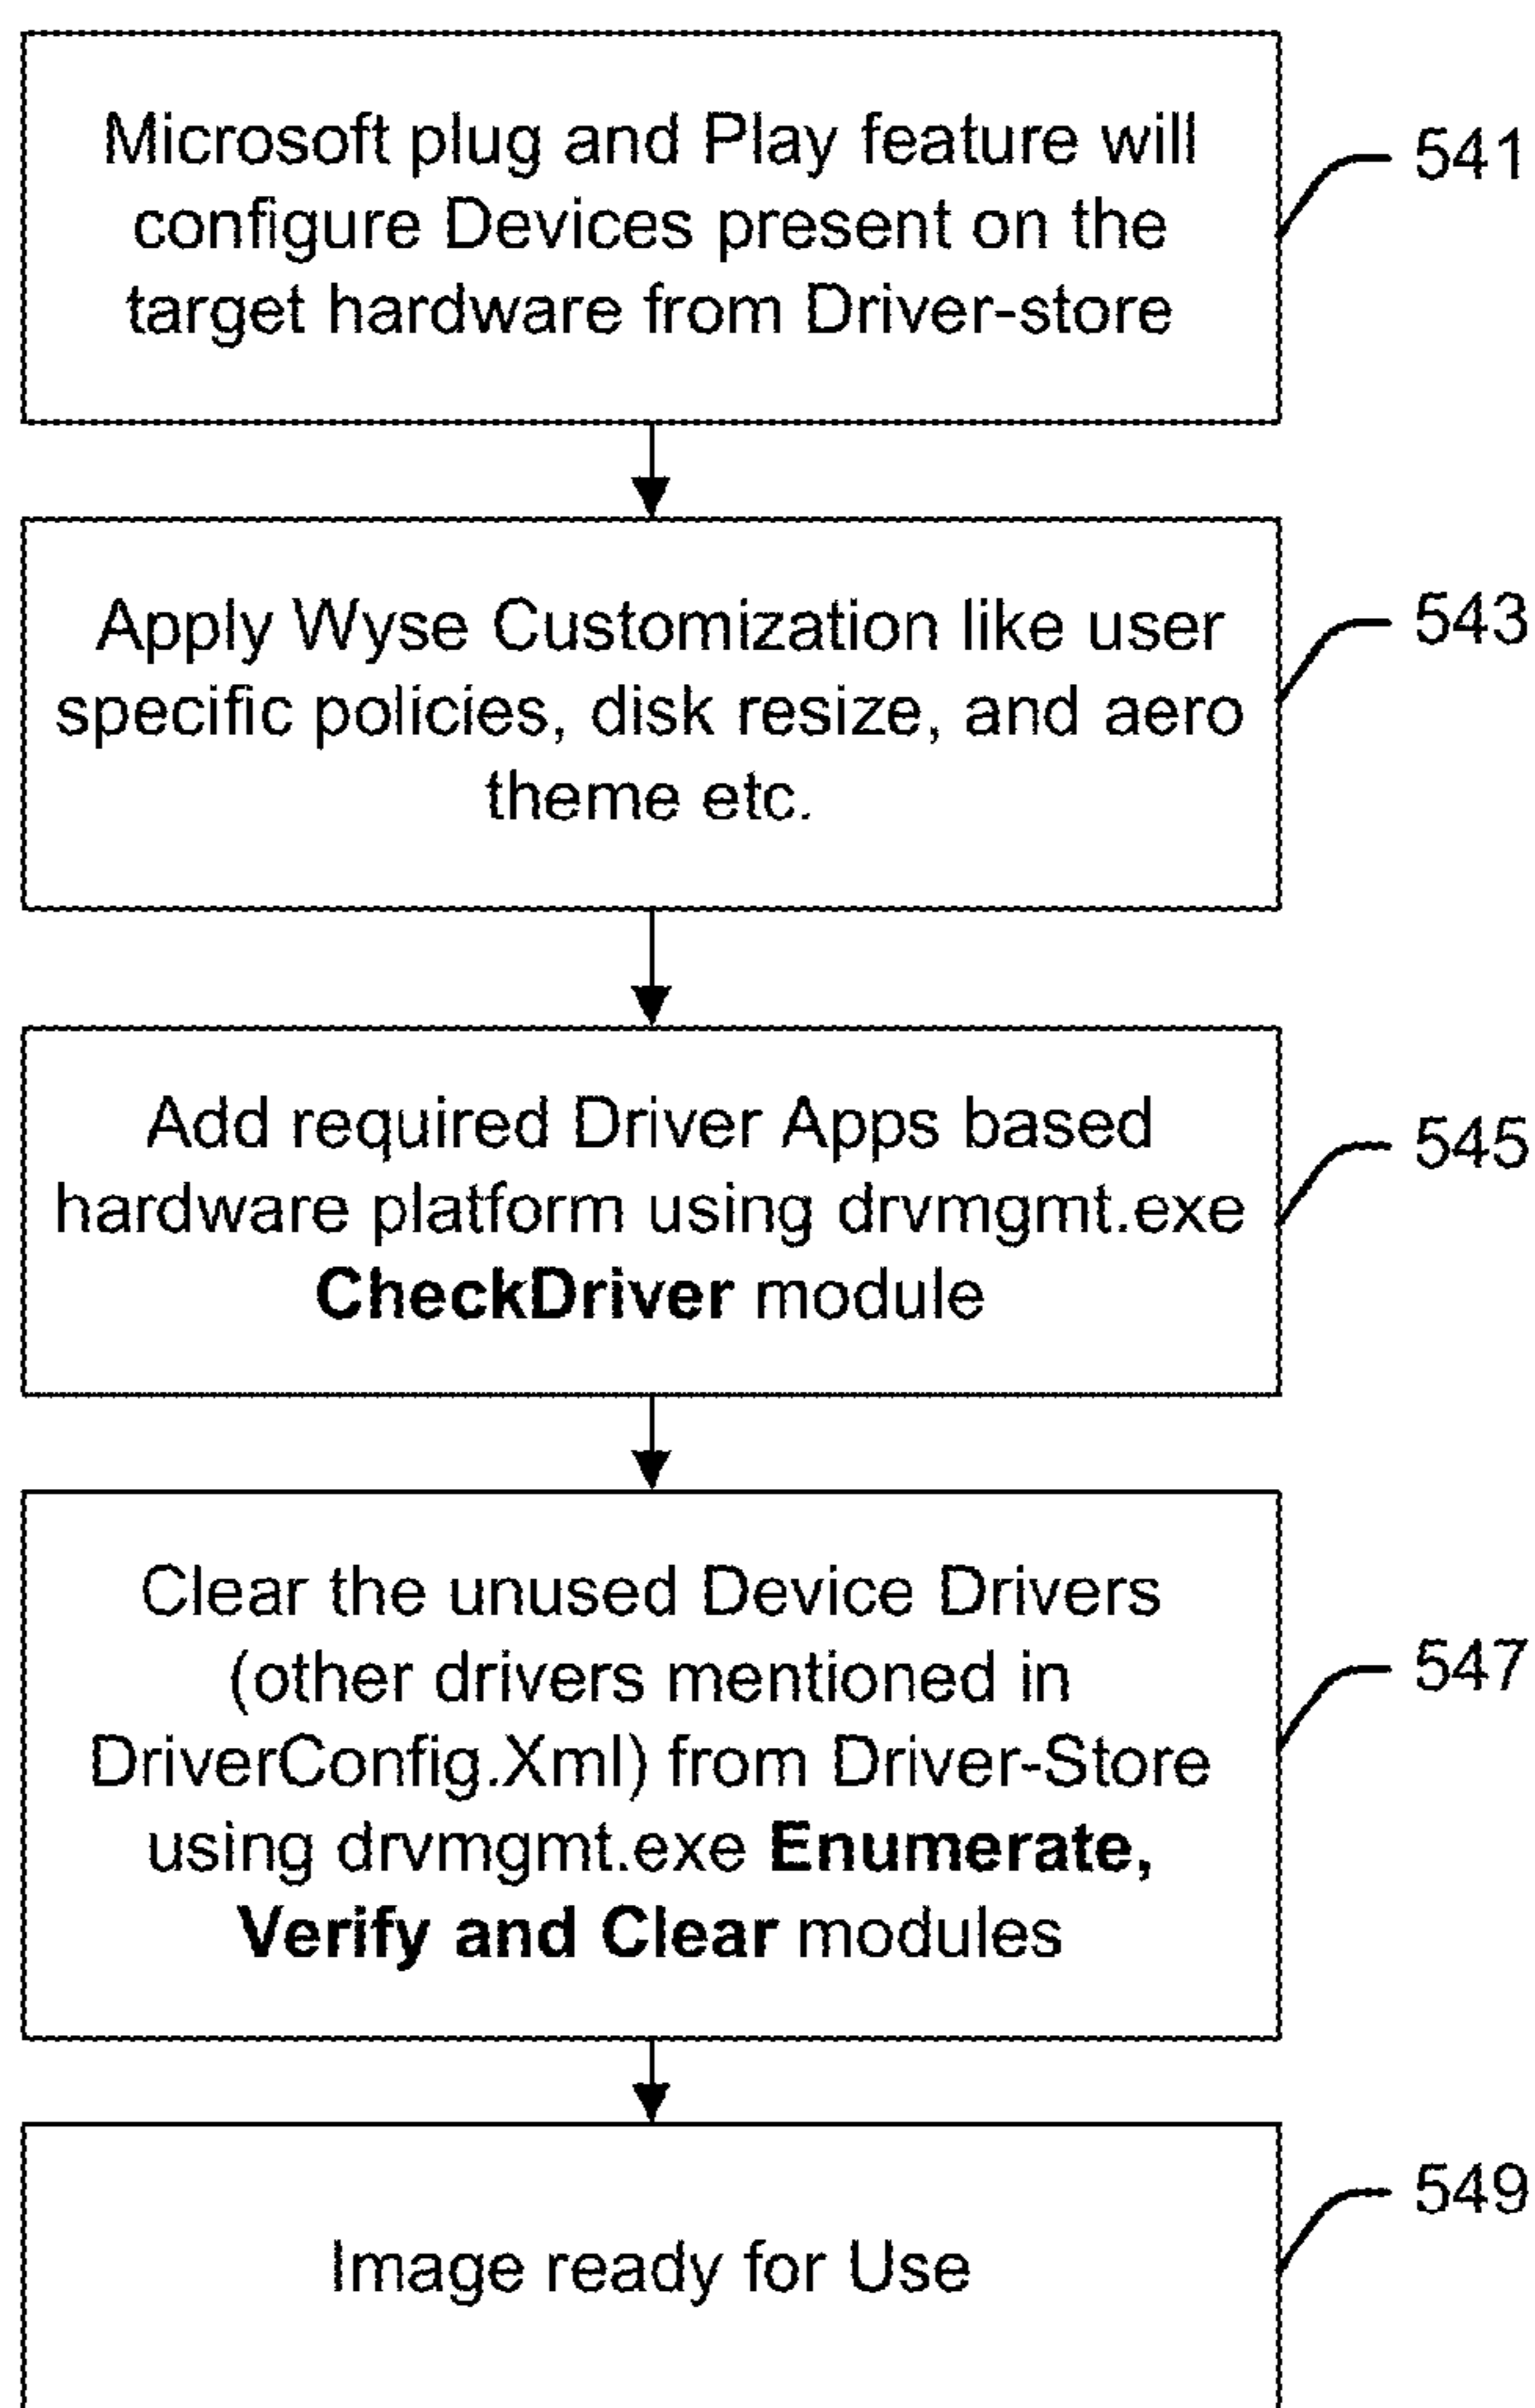 Microsoft plug and Play feature will
configure Devices present on the
target hardware from Driver-store
541
Apply Wyse Customization like user
specific policies, disk resize, and aero
theme etc.
543
Add required Driver Apps based
hardware platform using drvmgmt.exe
CheckDriver module
545
Clear the unused Device Drivers
(other drivers mentioned in
DriverConfig.Xml) from Driver-Store
using drvmgmt.exe Enumerate,
Verify and Clear modules
547
Image ready for Use
549